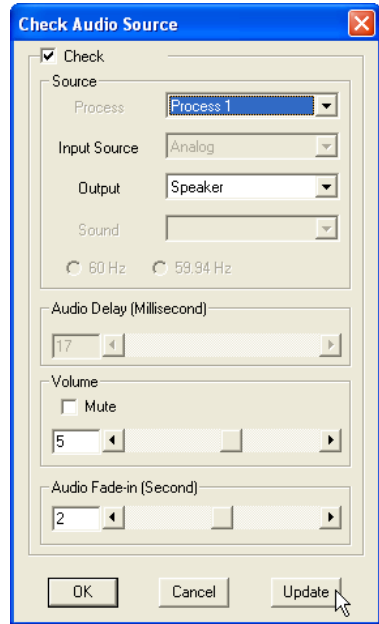 Check Audio Source
Check
Source
Process Process 1
Input Source Analog
Output Speaker
Sound
60 Hz 59.94 Hz
Audio Delay (Millisecond)
17
Volume
Mute
5
Audio Fade-in (Second)
2
OK Cancel Update